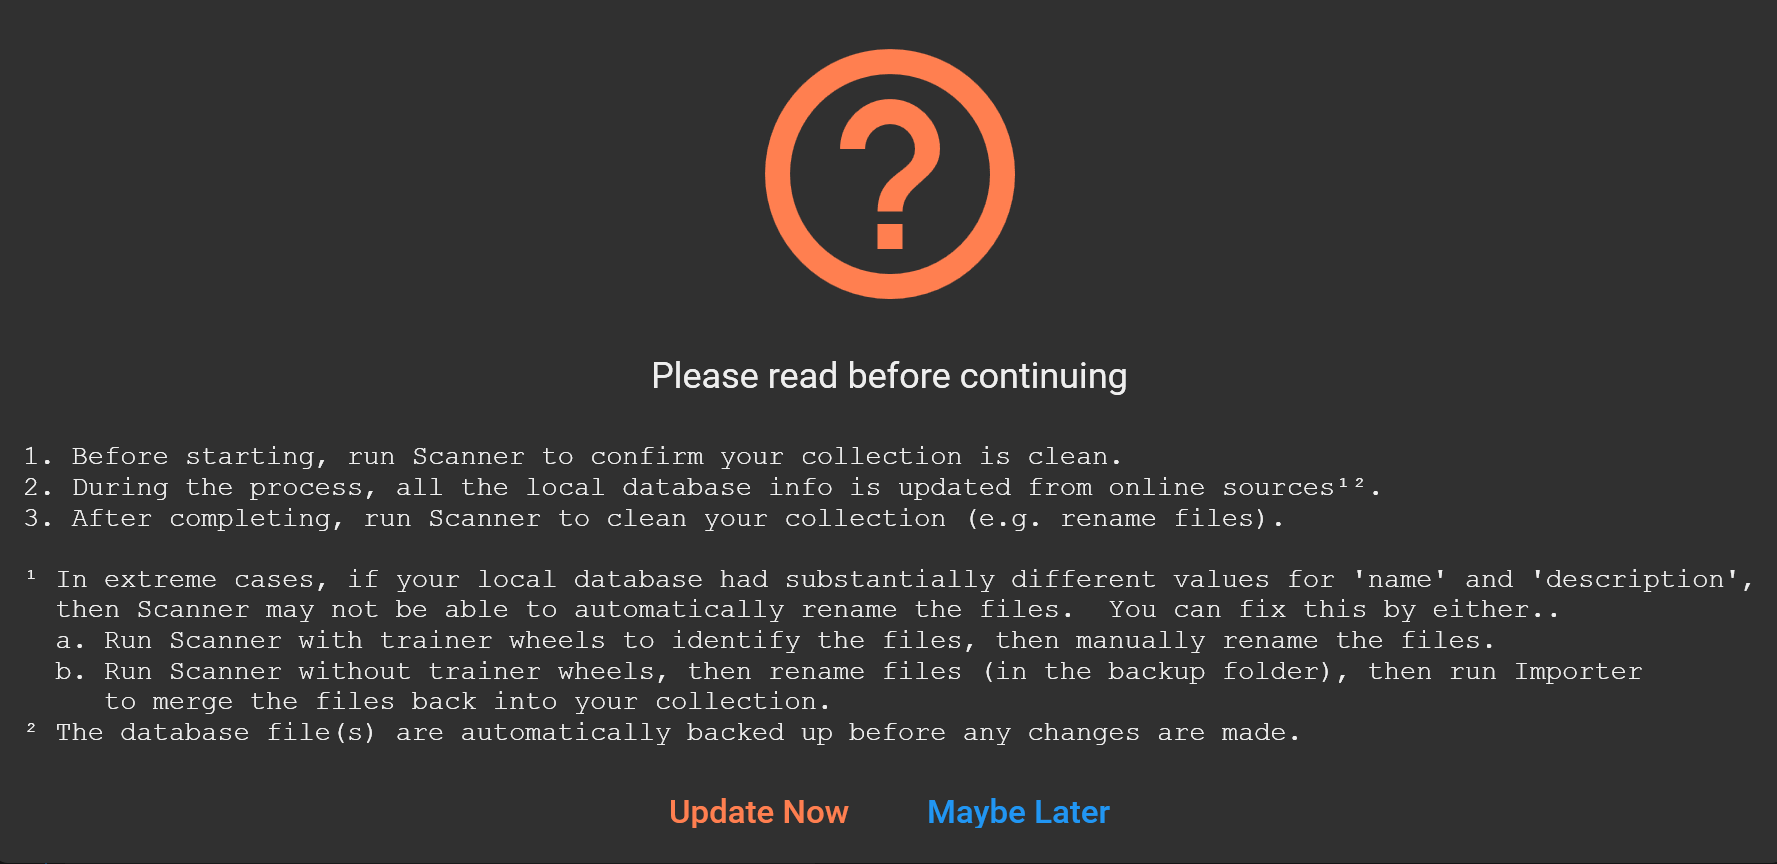 ?
Please read before continuing
1. Before starting, run Scanner to confirm your collection is clean.
2. During the process, all the local database info is updated from online sources¹².
3. After completing, run Scanner to clean your collection (e.g. rename files).
¹ In extreme cases, if your local database had substantially different values for 'name' and 'description',
then Scanner may not be able to automatically rename the files.  You can fix this by either..
a. Run Scanner with trainer wheels to identify the files, then manually rename the files.
b. Run Scanner without trainer wheels, then rename files (in the backup folder), then run Importer
to merge the files back into your collection.
² The database file(s) are automatically backed up before any changes are made.
Update Now Maybe Later